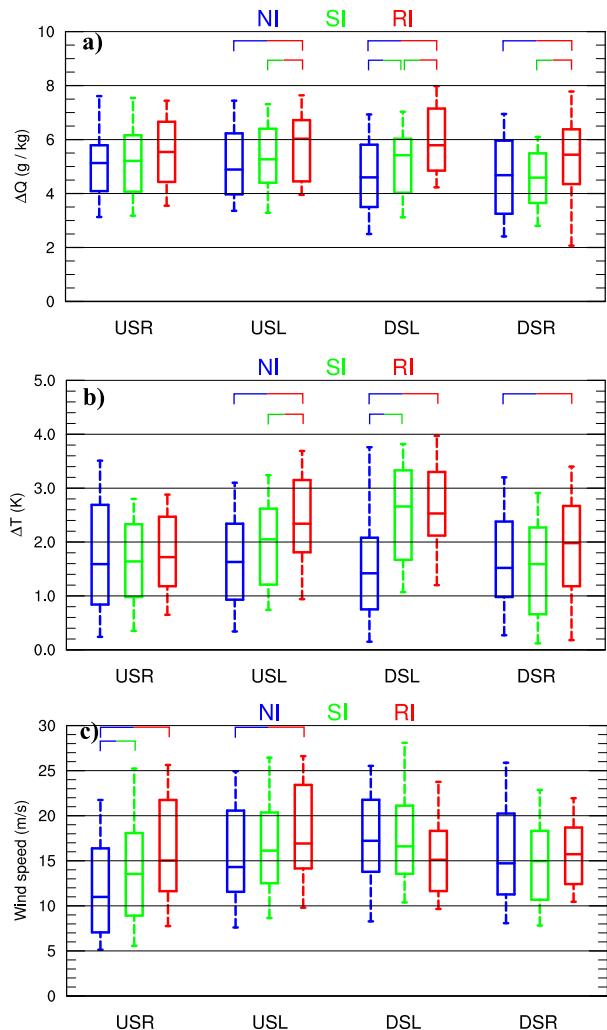 NI SI RI
a)
10
8
6
4
2
0
ΔQ (g / kg)
USR USL DSL DSR
NI SI RI
b)
5.0
4.0
3.0
2.0
1.0
0.0
ΔT (K)
USR USL DSL DSR
NI SI RI
c)
30
25
20
15
10
5
0
Wind speed (m/s)
USR USL DSL DSR